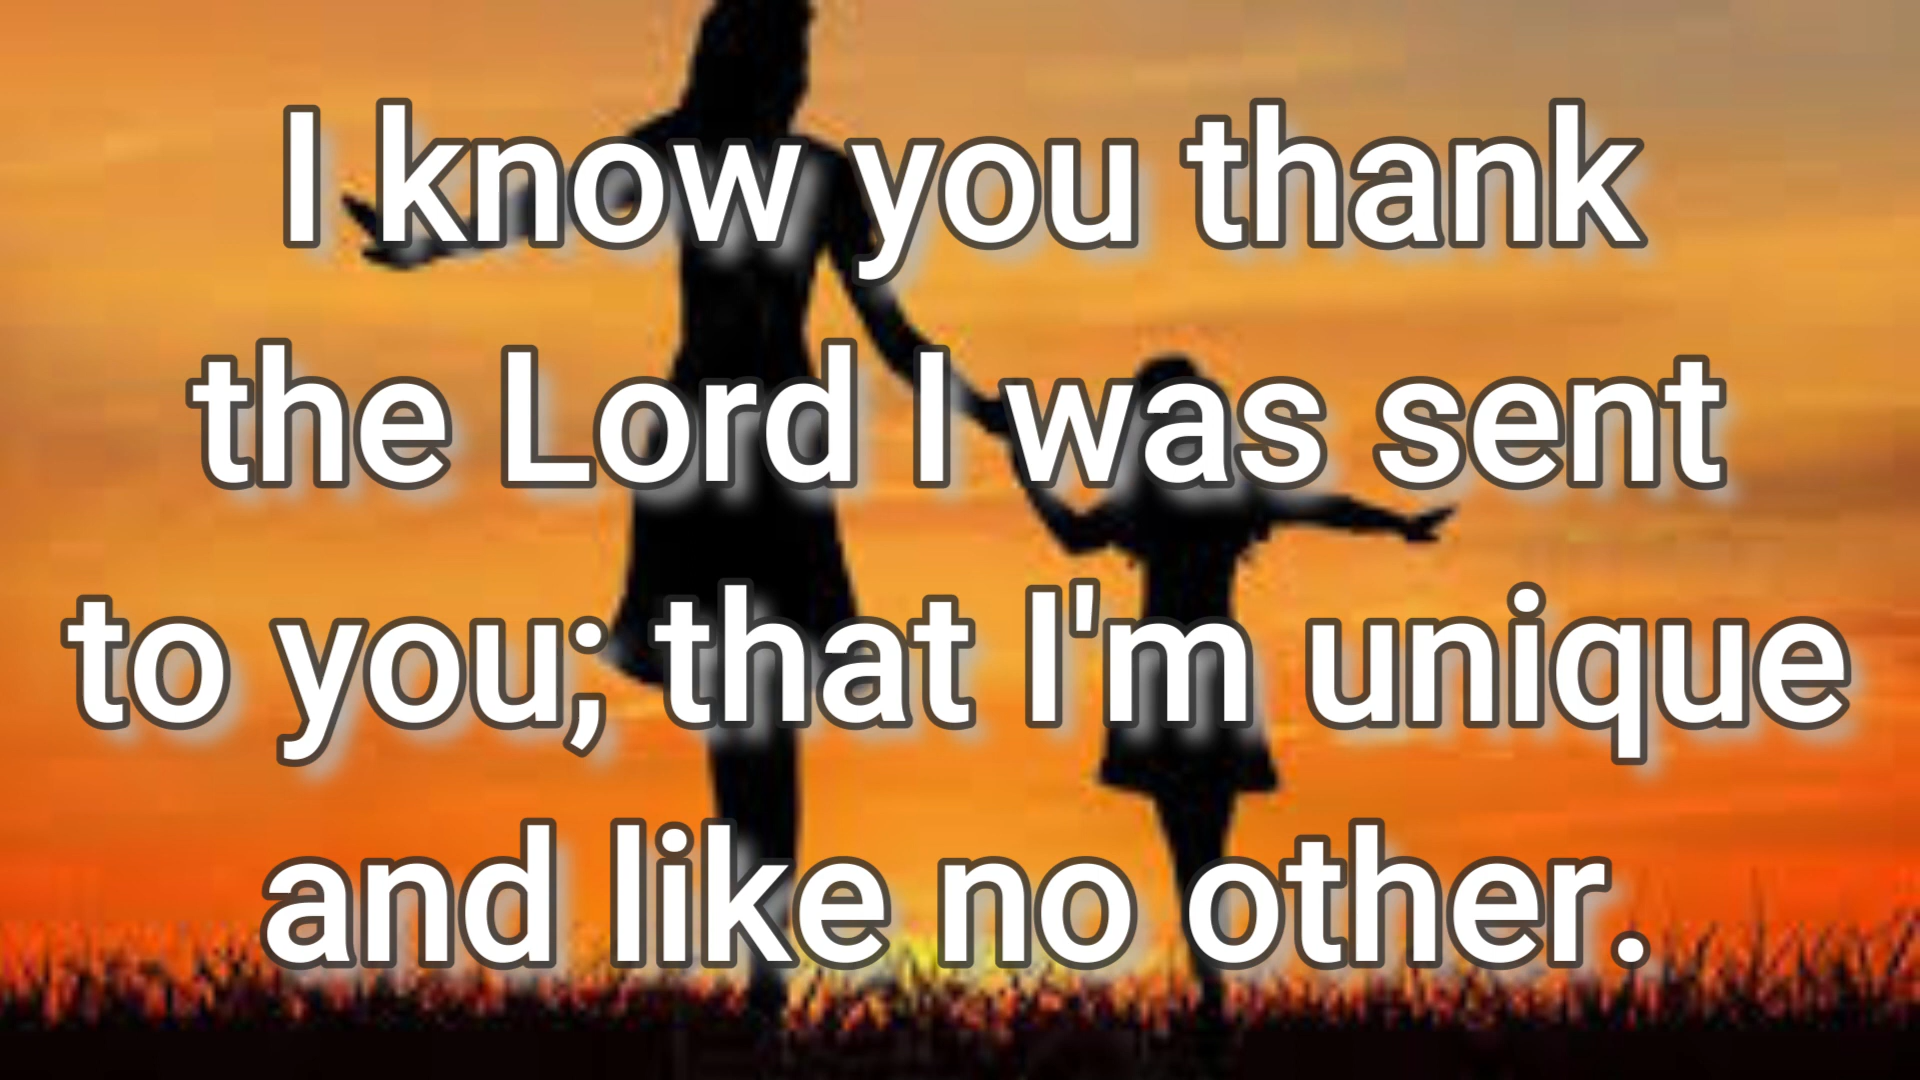 I know you thank
the Lord I was sent
to you; that I'm unique
and like no other.